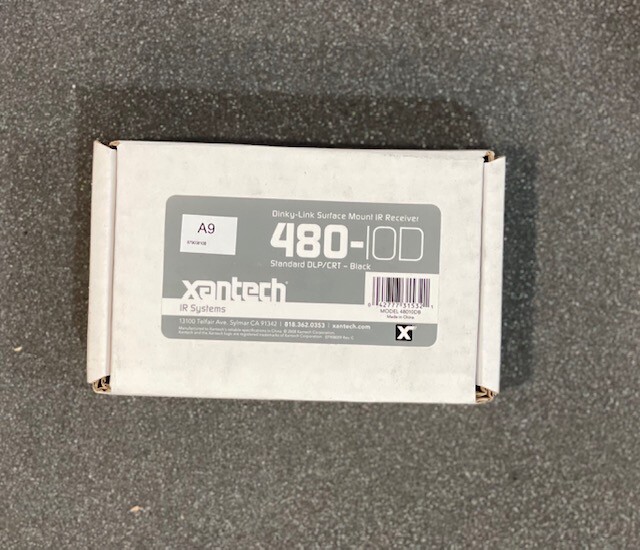 A9
Dinky-Link Surface Mount IR Receiver
480-10D
Standard DLP/CRT – Black
xantech
IR Systems
13100 Telfair Ave, Sylmar CA 91342 | 818.362.0353 | xantech.com
MODEL 48010DB
Made in China
X